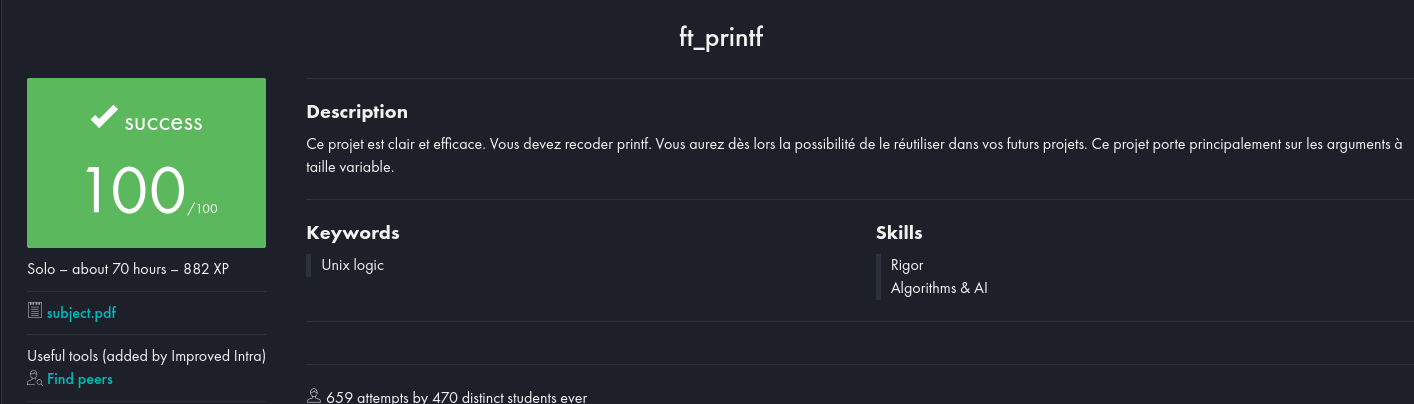 ft_printf
success
100/100
Solo – about 70 hours – 882 XP
subject.pdf
Useful tools (added by Improved Intra)
Find peers
Description
Ce projet est clair et efficace. Vous devez recoder printf. Vous aurez dès lors la possibilité de le réutiliser dans vos futurs projets. Ce projet porte principalement sur les arguments à
taille variable.
Keywords
Unix logic
Skills
Rigor
Algorithms & AI
659 attempts by 470 distinct students ever